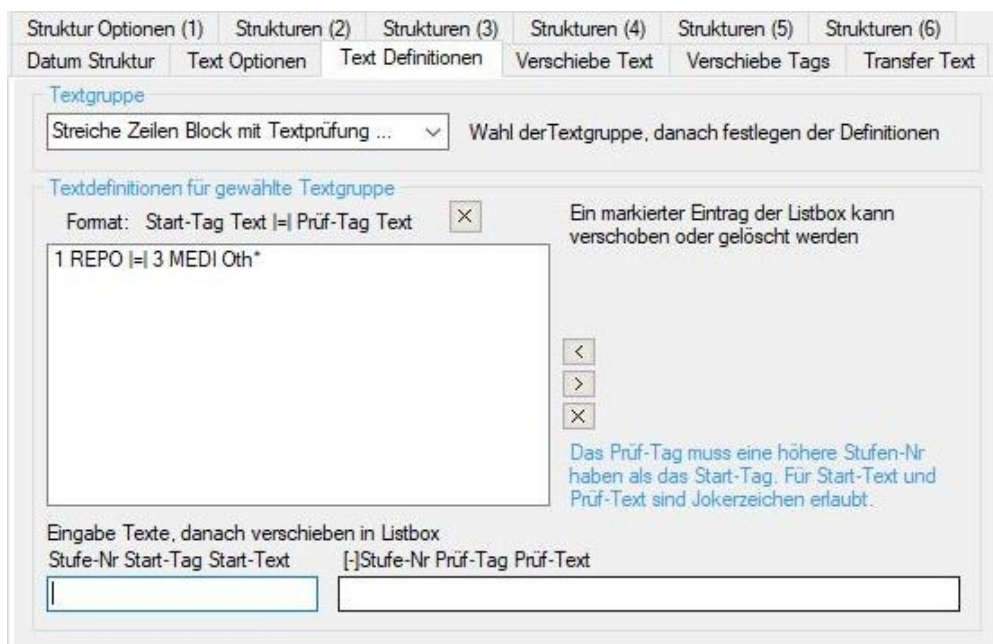 Struktur Optionen (1) Strukturen (2) Strukturen (3) Strukturen (4) Strukturen (5) Strukturen (6)
Datum Struktur Text Optionen Text Definitionen Verschiebe Text Verschiebe Tags Transfer Text
Textgruppe
Streiche Zeilen Block mit Textprüfung ... Wahl derTextgruppe, danach festlegen der Definitionen
Textdefinitionen für gewählte Textgruppe
Format: Start-Tag Text |=| Prüf-Tag Text
Ein markierter Eintrag der Listbox kann
verschoben oder gelöscht werden
1 REPO |=| 3 MEDI Oth*
<
>
X
Das Prüf-Tag muss eine höhere Stufen-Nr
haben als das Start-Tag. Für Start-Text und
Prüf-Text sind Jokerzeichen erlaubt.
Eingabe Texte, danach verschieben in Listbox
Stufe-Nr Start-Tag Start-Text [-]Stufe-Nr Prüf-Tag Prüf-Text